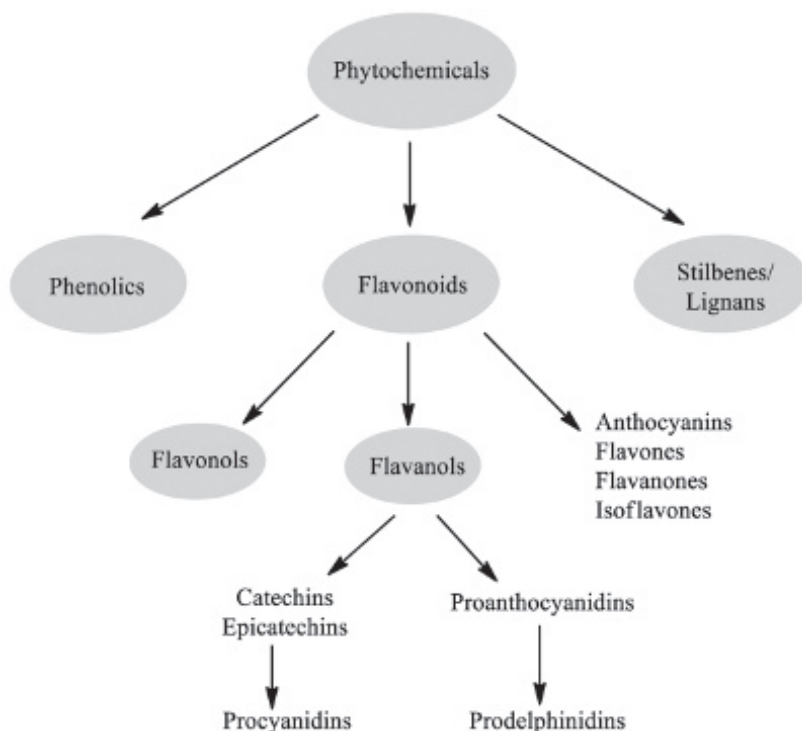 Phytochemicals
Phenolics
Flavonoids
Stilbenes/
Lignans
Flavonols
Flavanols
Anthocyanins
Flavones
Flavanones
Isoflavones
Catechins
Epicatechins
Proanthocyanidins
Procyanidins
Prodelphinidins